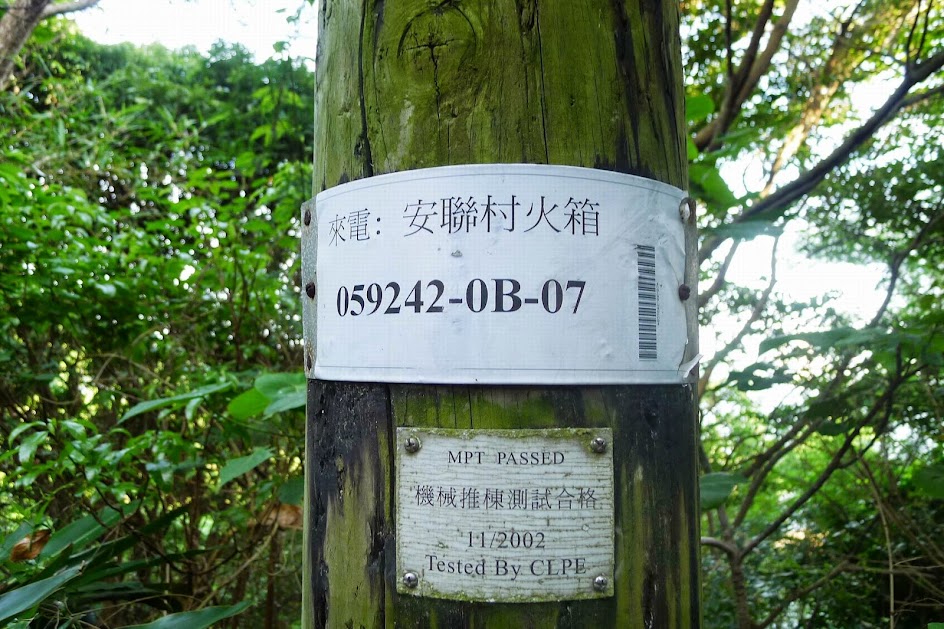 來電：安聯村火箱
059242-0B-07
MPT PASSED
機械推棟測試合格
11/2002
Tested By CLPE